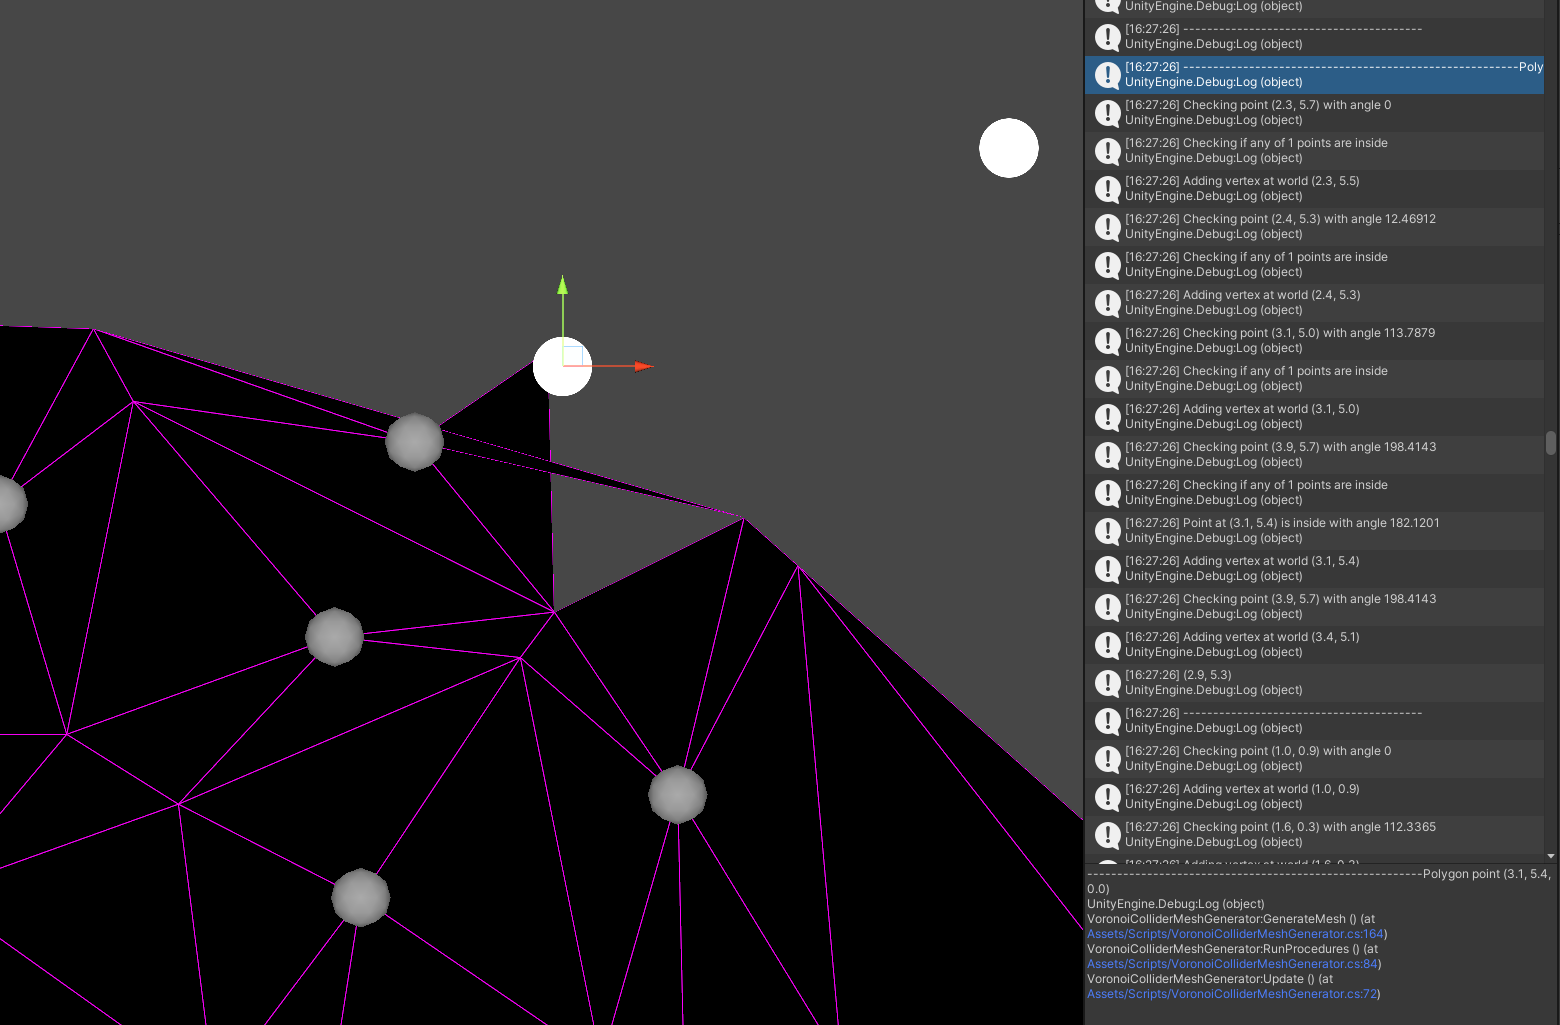 UnityEngine.Debug:Log (object)
[16:27:26] ----------------------------------------
UnityEngine.Debug:Log (object)
[16:27:26] --------------------------------------------------------Poly
UnityEngine.Debug:Log (object)
[16:27:26] Checking point (2.3, 5.7) with angle 0
UnityEngine.Debug:Log (object)
[16:27:26] Checking if any of 1 points are inside
UnityEngine.Debug:Log (object)
[16:27:26] Adding vertex at world (2.3, 5.5)
UnityEngine.Debug:Log (object)
[16:27:26] Checking point (2.4, 5.3) with angle 12.46912
UnityEngine.Debug:Log (object)
[16:27:26] Checking if any of 1 points are inside
UnityEngine.Debug:Log (object)
[16:27:26] Adding vertex at world (2.4, 5.3)
UnityEngine.Debug:Log (object)
[16:27:26] Checking point (3.1, 5.0) with angle 113.7879
UnityEngine.Debug:Log (object)
[16:27:26] Checking if any of 1 points are inside
UnityEngine.Debug:Log (object)
[16:27:26] Adding vertex at world (3.1, 5.0)
UnityEngine.Debug:Log (object)
[16:27:26] Checking point (3.9, 5.7) with angle 198.4143
UnityEngine.Debug:Log (object)
[16:27:26] Checking if any of 1 points are inside
UnityEngine.Debug:Log (object)
[16:27:26] Point at (3.1, 5.4) is inside with angle 182.1201
UnityEngine.Debug:Log (object)
[16:27:26] Adding vertex at world (3.1, 5.4)
UnityEngine.Debug:Log (object)
[16:27:26] Checking point (3.9, 5.7) with angle 198.4143
UnityEngine.Debug:Log (object)
[16:27:26] Adding vertex at world (3.4, 5.1)
UnityEngine.Debug:Log (object)
[16:27:26] (2.9, 5.3)
UnityEngine.Debug:Log (object)
[16:27:26] ----------------------------------------
UnityEngine.Debug:Log (object)
[16:27:26] Checking point (1.0, 0.9) with angle 0
UnityEngine.Debug:Log (object)
[16:27:26] Adding vertex at world (1.0, 0.9)
UnityEngine.Debug:Log (object)
[16:27:26] Checking point (1.6, 0.3) with angle 112.3365
UnityEngine.Debug:Log (object)
[16:27:26] Adding vertex at world (1.6, 0.3)
--------------------------------------------------------Polygon point (3.1, 5.4,
0.0)
UnityEngine.Debug:Log (object)
VoronoiColliderMeshGenerator:GenerateMesh () (at
Assets/Scripts/VoronoiColliderMeshGenerator.cs:164)
VoronoiColliderMeshGenerator:RunProcedures () (at
Assets/Scripts/VoronoiColliderMeshGenerator.cs:84)
VoronoiColliderMeshGenerator:Update () (at
Assets/Scripts/VoronoiColliderMeshGenerator.cs:72)